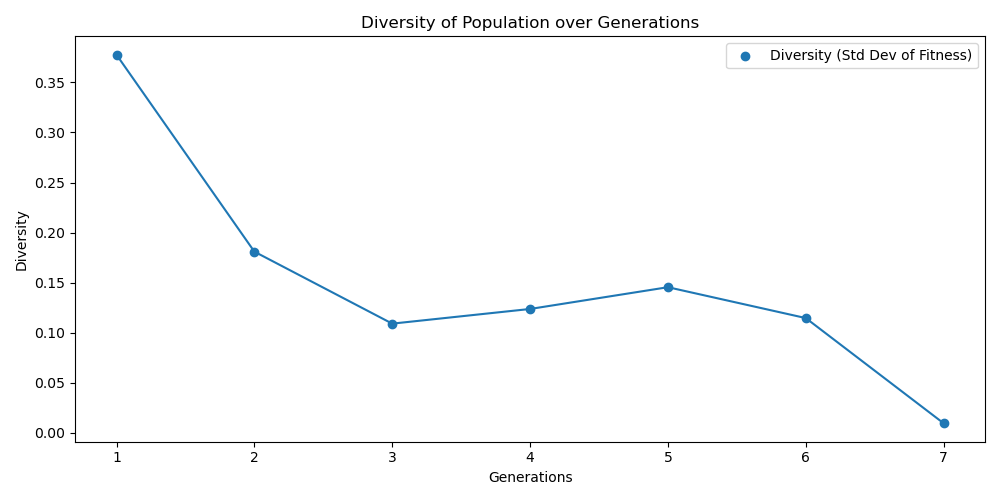 Diversity of Population over Generations
Diversity (Std Dev of Fitness)
0.35
0.30
0.25
0.20
0.15
0.10
0.05
0.00
Diversity
1 2 3 4 5 6 7
Generations